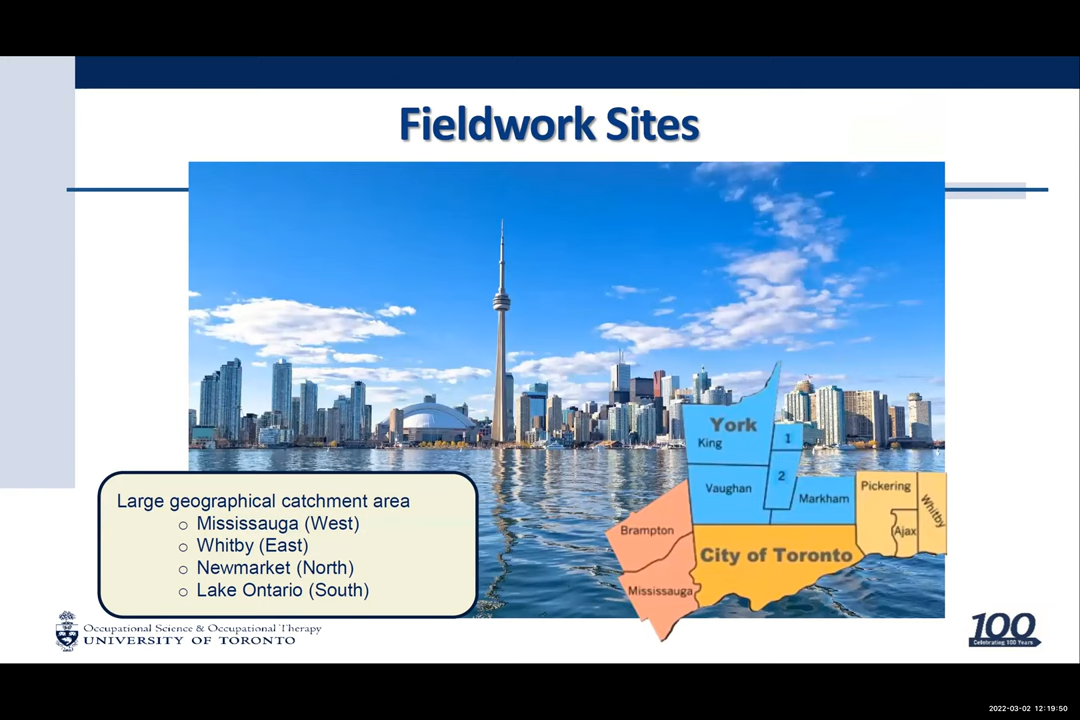 Fieldwork Sites
York
King
1
2
Vaughan
Markham
Pickering
Whitby
Ajax
Brampton
City of Toronto
Mississauga
Large geographical catchment area
o Mississauga (West)
o Whitby (East)
o Newmarket (North)
o Lake Ontario (South)
Occupational Science & Occupational Therapy
UNIVERSITY OF TORONTO
100
Celebrating 100 Years
2022-03-02 12:19:50